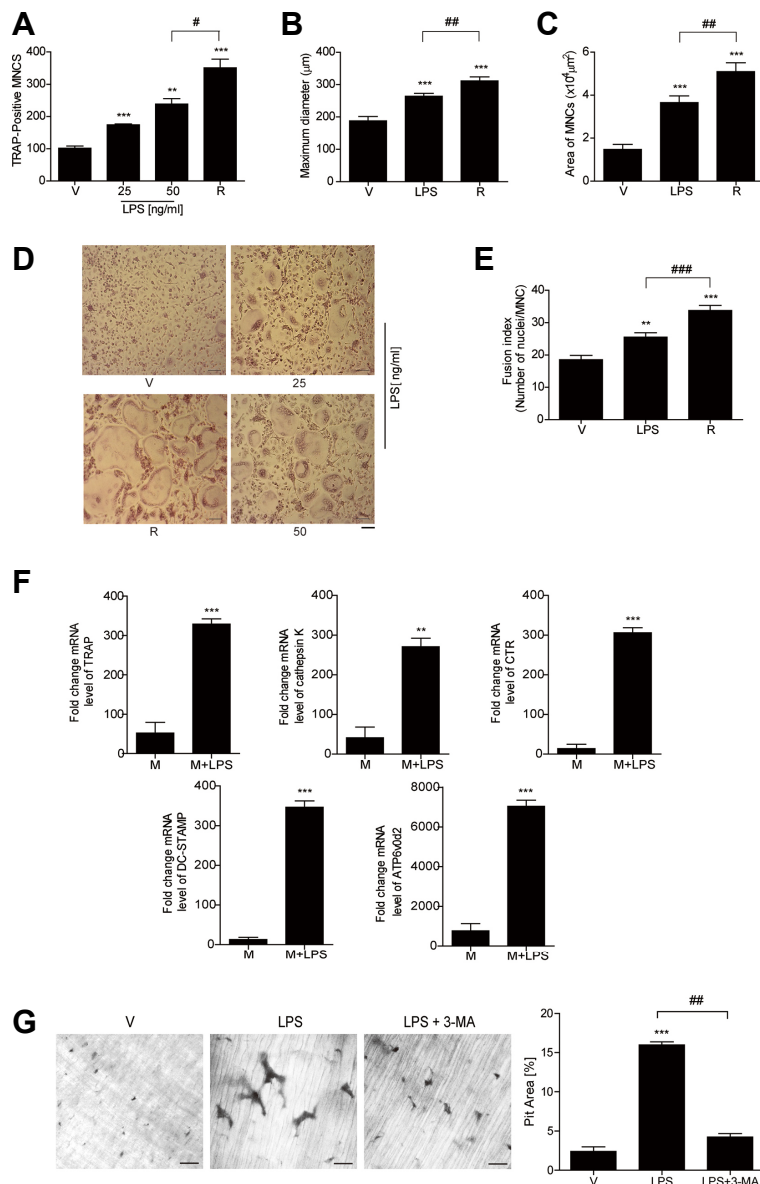 A
TRAP-Positive MNCS
400
300
200
100
0
***
**
***
#
V
25
50
R
LPS [ng/ml]
B
Maximum diameter (μm)
400
300
200
100
0
***
***
##
V
LPS
R
C
Area of MNCs (x10⁴μm²)
6
4
2
0
***
***
##
V
LPS
R
D
V
25
R
50
LPS[ ng/ml]
E
Fusion index
(Number of nuclei/MNC)
40
30
20
10
0
**
***
###
V
LPS
R
F
Fold change mRNA
level of TRAP
400
300
200
100
0
***
M
M+LPS
Fold change mRNA
level of cathepsin K
400
300
200
100
0
**
M
M+LPS
Fold change mRNA
level of CTR
400
300
200
100
0
***
M
M+LPS
Fold change mRNA
level of DC-STAMP
400
300
200
100
0
***
M
M+LPS
Fold change mRNA
level of ATP6v0d2
8000
6000
4000
2000
0
***
M
M+LPS
G
V
LPS
LPS + 3-MA
Pit Area [%]
20
15
10
5
0
***
##
V
LPS
LPS+3-MA